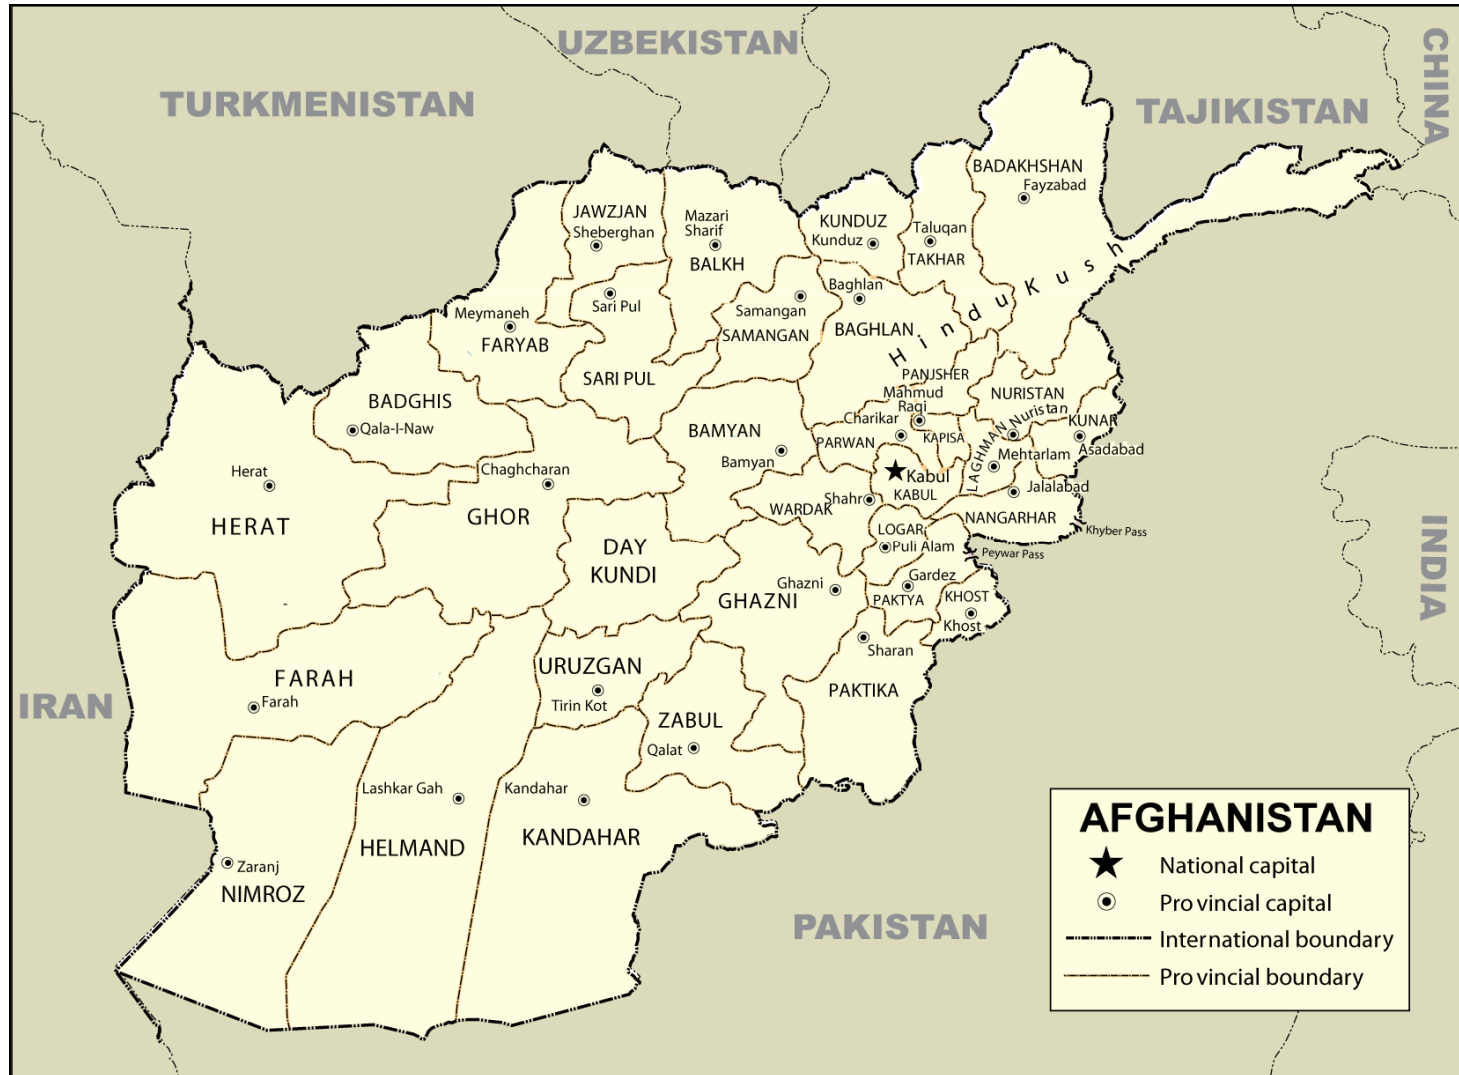 UZBEKISTAN
TURKMENISTAN
TAJIKISTAN
CHINA
BADAKHSHAN
Fayzabad
JAWZJAN
Sheberghan
Mazari
Sharif
BALKH
KUNDUZ
Kunduz
Taluqan
TAKHAR
Hindu Kush
Sari Pul
Samangan
SAMANGAN
Baghlan
BAGHLAN
Meymaneh
FARYAB
SARI PUL
PANJSHER
Mahmud
Raqi
NURISTAN
Nuristan
BADGHIS
Qala-I-Naw
BAMYAN
Bamyan
Charikar
PARWAN
KAPISA
LAGHMAN
KUNAR
Asadabad
Mehtarlam
Herat
HERAT
Chaghcharan
GHOR
Kabul
KABUL
Shahr
WARDAK
Jalalabad
NANGARHAR
Khyber Pass
LOGAR
Puli Alam
Peywar Pass
INDIA
DAY
KUNDI
Ghazni
GHAZNI
Gardez
PAKTYA
KHOST
Khost
Sharan
PAKTIKA
FARAH
Farah
IRAN
URUZGAN
Tirin Kot
ZABUL
Qalat
Lashkar Gah
HELMAND
Kandahar
KANDAHAR
Zaranj
NIMROZ
PAKISTAN
AFGHANISTAN
National capital
Pro vincial capital
International boundary
Pro vincial boundary